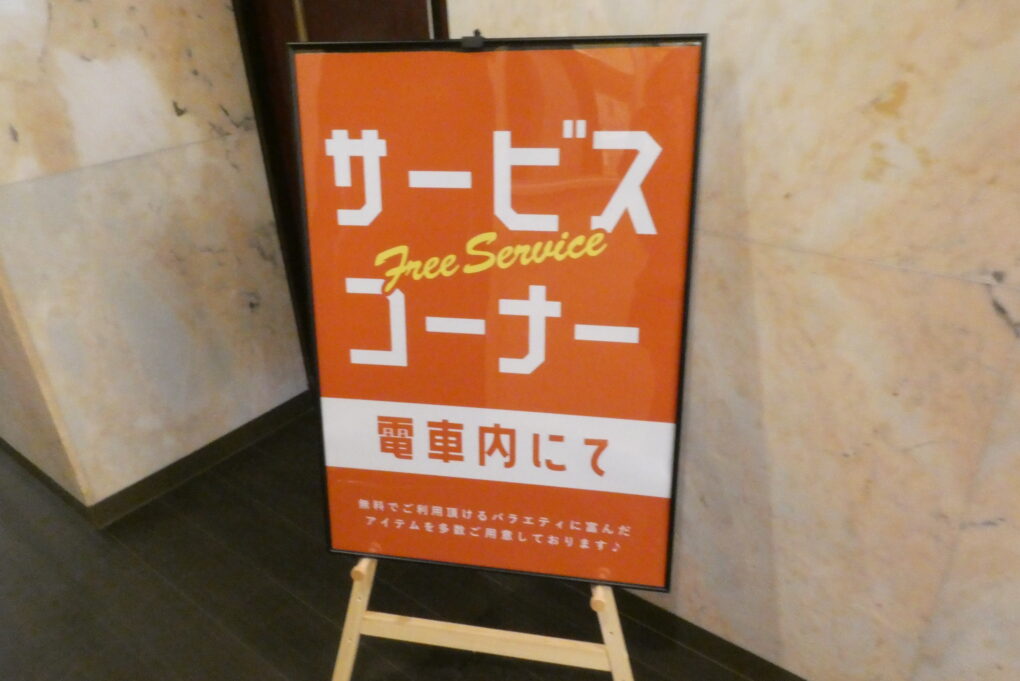 サービス
Free Service
コーナー
電車内にて
無料でご利用頂けるバラエティに富んだ
アイテムを多数ご用意しております♪